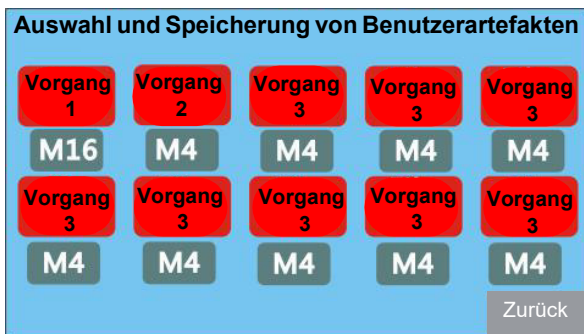 Auswahl und Speicherung von Benutzerartefakten
Vorgang Vorgang Vorgang Vorgang Vorgang
1 2 3 3 3
M16 M4 M4 M4 M4
Vorgang Vorgang Vorgang Vorgang Vorgang
3 3 3 3 3
M4 M4 M4 M4 M4
Zurück